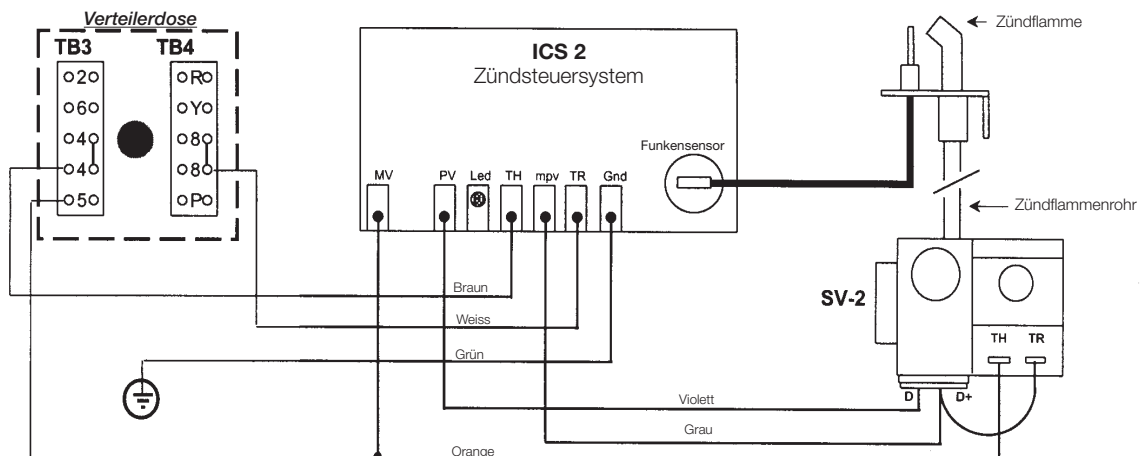 Verteilerdose
TB3
TB4
2
6
4
4
5
R
Y
8
8
P
ICS 2
Zündsteuersystem
Funkensensor
MV
PV
Led
TH
mpv
TR
Gnd
Zündflamme
Zündflammenrohr
SV-2
TH
TR
D
D+
Braun
Weiss
Grün
Violett
Grau
Orange